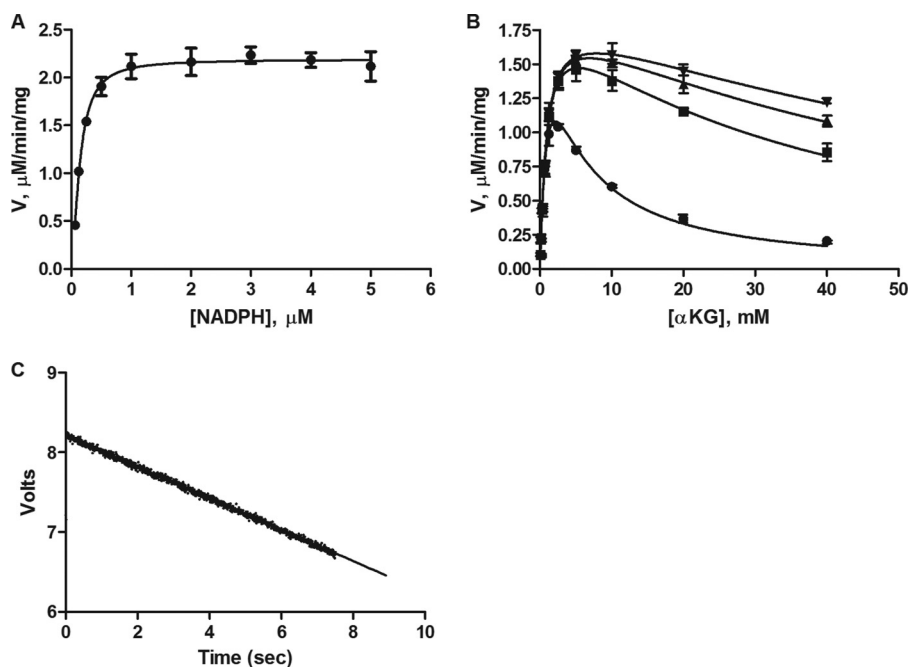 A
2.5
2.0
1.5
1.0
0.5
0.0
V, μM/min/mg
0 1 2 3 4 5 6
[NADPH], μM
B
1.75
1.50
1.25
1.00
0.75
0.50
0.25
0.00
V, μM/min/mg
0 10 20 30 40 50
[αKG], mM
C
9
8
7
6
Volts
0 2 4 6 8 10
Time (sec)